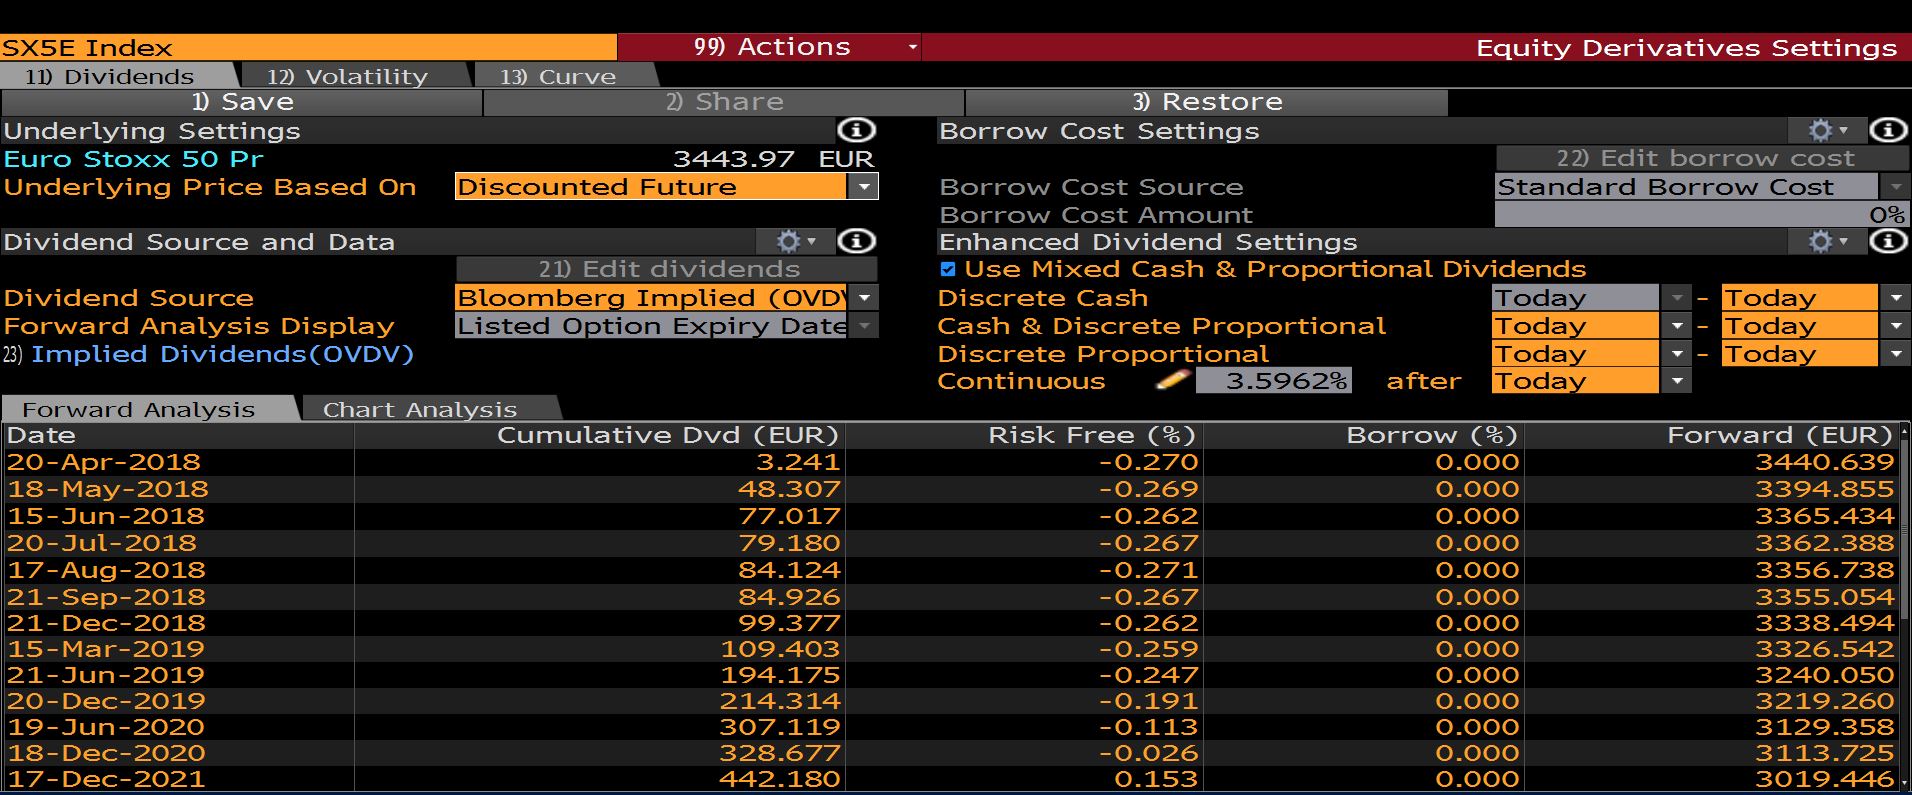 SX5E Index 99) Actions Equity Derivatives Settings
11) Dividends 12) Volatility 13) Curve
1) Save 2) Share 3) Restore
Underlying Settings
Euro Stoxx 50 Pr 3443.97 EUR
Underlying Price Based On Discounted Future
Borrow Cost Settings
22) Edit borrow cost
Borrow Cost Source Standard Borrow Cost
Borrow Cost Amount 0%
Dividend Source and Data
21) Edit dividends
Dividend Source Bloomberg Implied (OVDV
Forward Analysis Display Listed Option Expiry Date
23) Implied Dividends(OVDV)
Enhanced Dividend Settings
Use Mixed Cash & Proportional Dividends
Discrete Cash Today - Today
Cash & Discrete Proportional Today - Today
Discrete Proportional Today - Today
Continuous 3.5962% after Today
Forward Analysis Chart Analysis
Date Cumulative Dvd (EUR) Risk Free (%) Borrow (%) Forward (EUR)
20-Apr-2018 3.241 -0.270 0.000 3440.639
18-May-2018 48.307 -0.269 0.000 3394.855
15-Jun-2018 77.017 -0.262 0.000 3365.434
20-Jul-2018 79.180 -0.267 0.000 3362.388
17-Aug-2018 84.124 -0.271 0.000 3356.738
21-Sep-2018 84.926 -0.267 0.000 3355.054
21-Dec-2018 99.377 -0.262 0.000 3338.494
15-Mar-2019 109.403 -0.259 0.000 3326.542
21-Jun-2019 194.175 -0.247 0.000 3240.050
20-Dec-2019 214.314 -0.191 0.000 3219.260
19-Jun-2020 307.119 -0.113 0.000 3129.358
18-Dec-2020 328.677 -0.026 0.000 3113.725
17-Dec-2021 442.180 0.153 0.000 3019.446